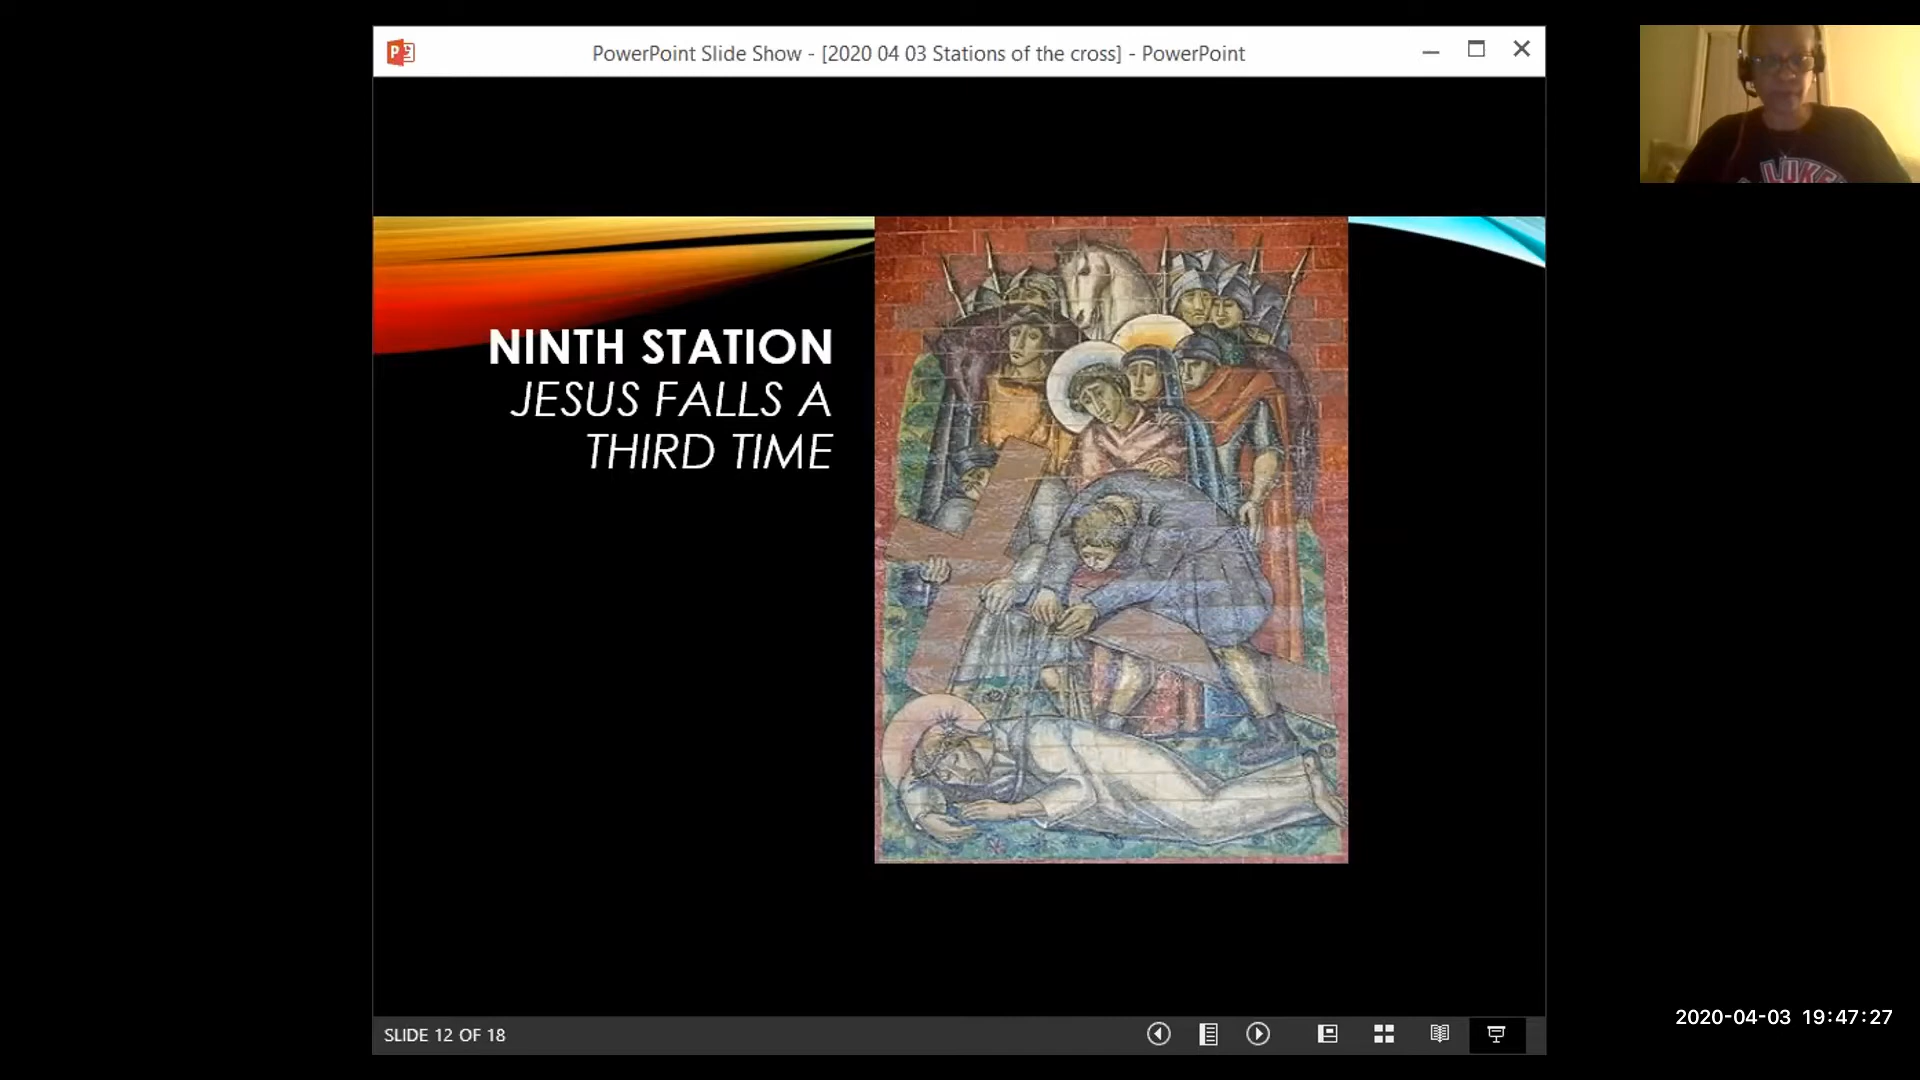 PowerPoint Slide Show - [2020 04 03 Stations of the cross] - PowerPoint
LUKE
NINTH STATION
JESUS FALLS A
THIRD TIME
SLIDE 12 OF 18
2020-04-03 19:47:27